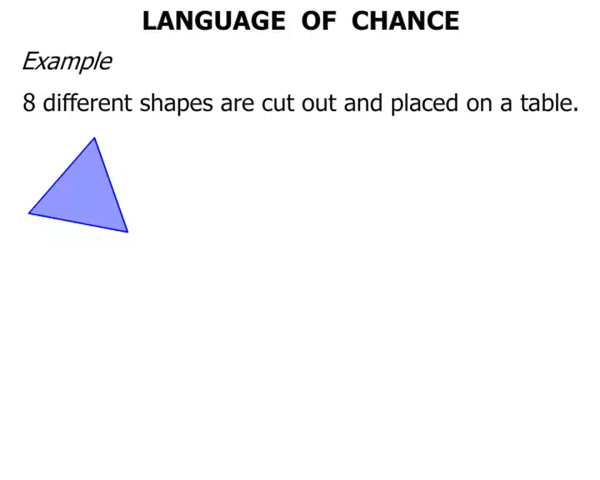 LANGUAGE OF CHANCE
Example
8 different shapes are cut out and placed on a table.